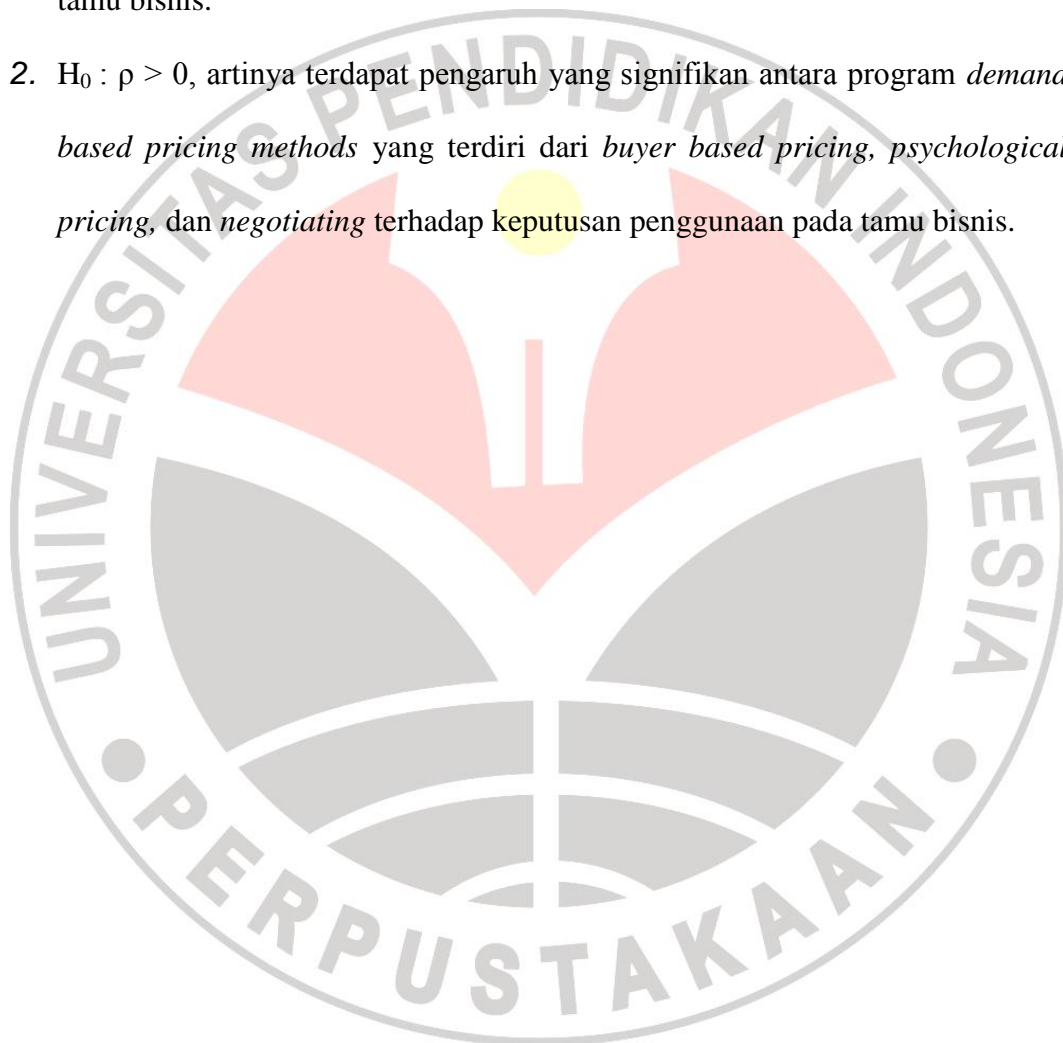 tamu bisnis.
2. H₀ : ρ > 0, artinya terdapat pengaruh yang signifikan antara program demand
based pricing methods yang terdiri dari buyer based pricing, psychological
pricing, dan negotiating terhadap keputusan penggunaan pada tamu bisnis.
UNIVERSITAS PENDIDIKAN INDONESIA
PERPUSTAKAAN